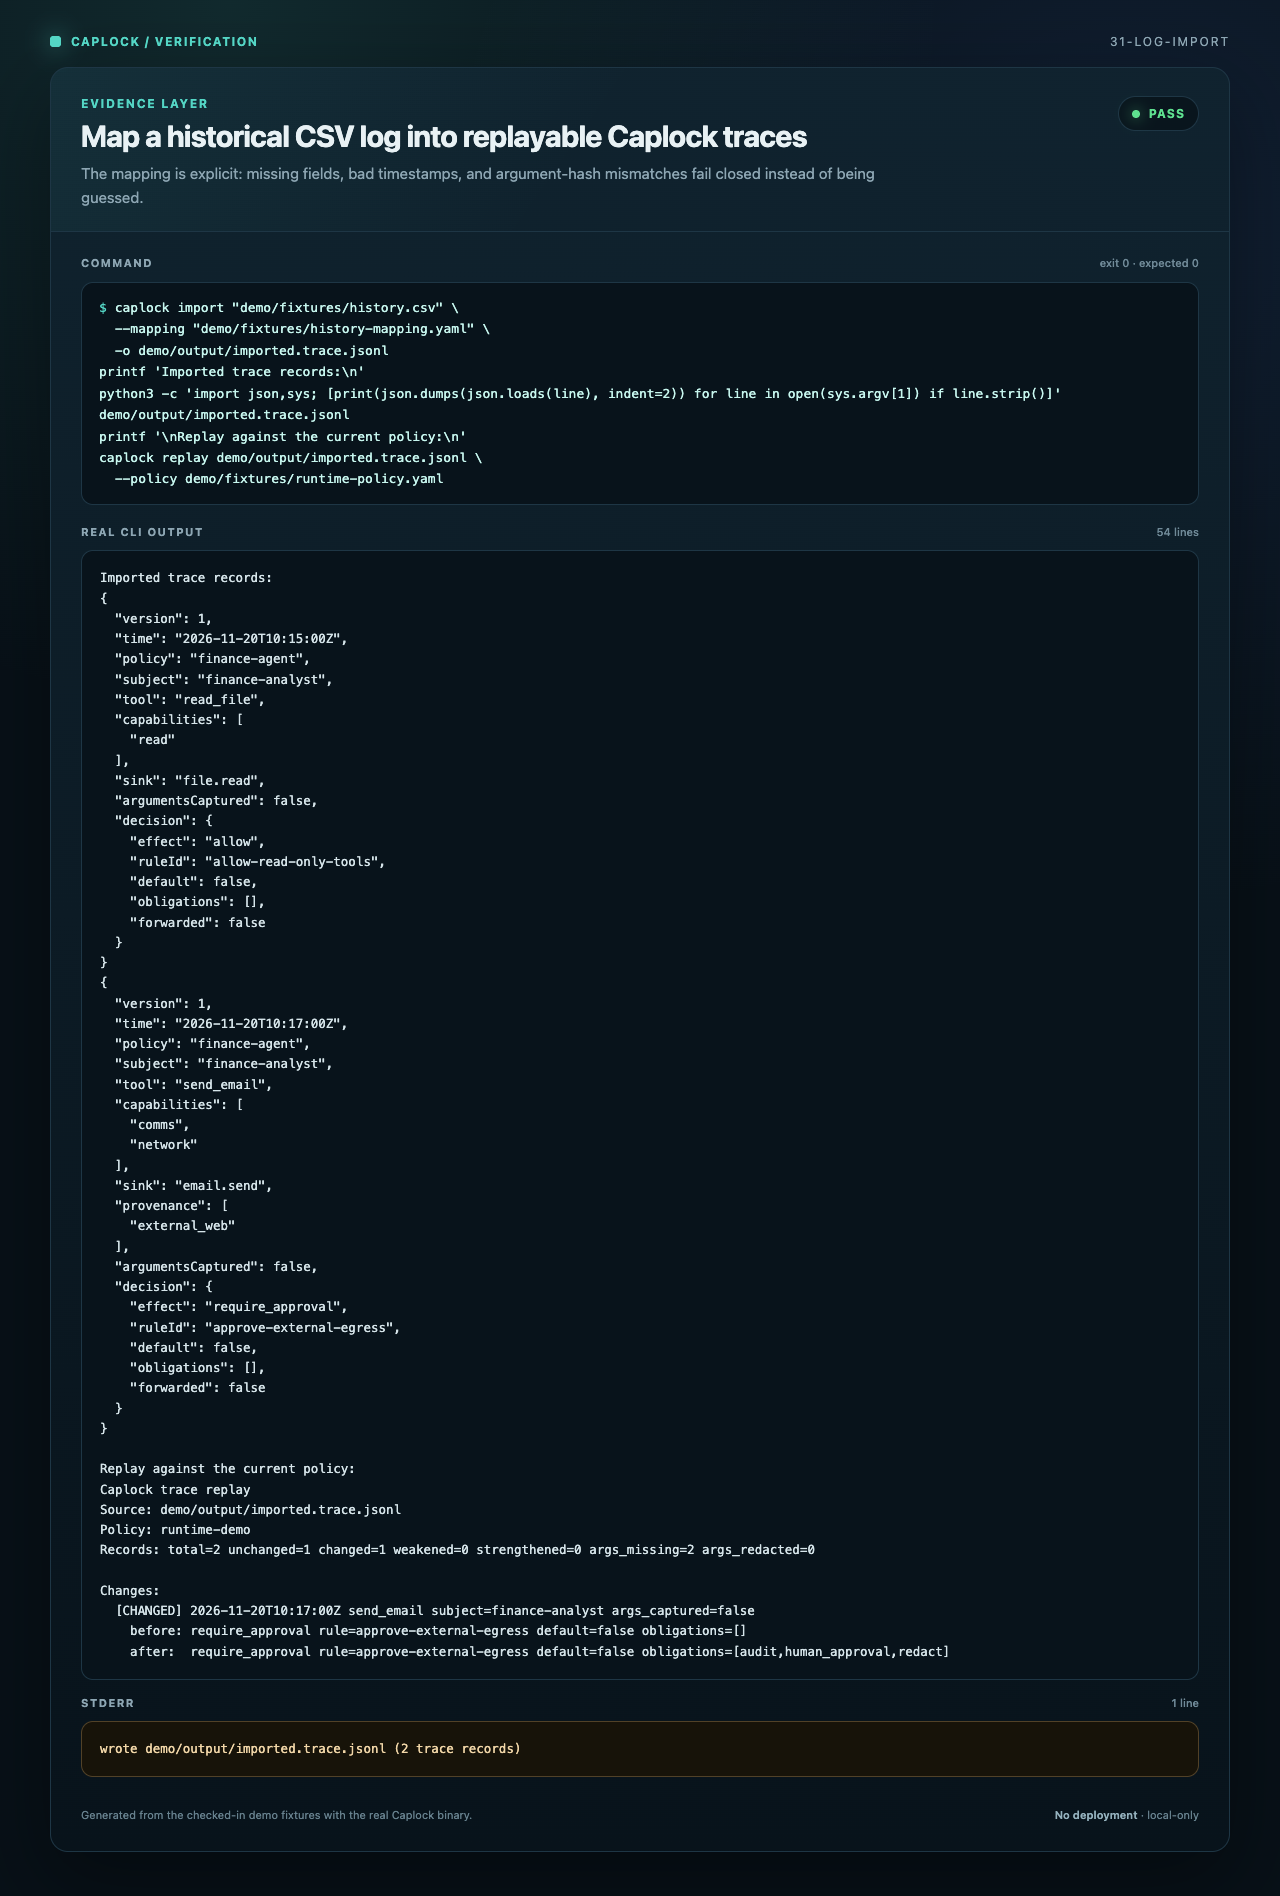 CAPLOCK / VERIFICATION
31-LOG-IMPORT
EVIDENCE LAYER
Map a historical CSV log into replayable Caplock traces
PASS
The mapping is explicit: missing fields, bad timestamps, and argument-hash mismatches fail closed instead of being
guessed.
COMMAND
exit 0 · expected 0
$ caplock import "demo/fixtures/history.csv" \
  --mapping "demo/fixtures/history-mapping.yaml" \
  -o demo/output/imported.trace.jsonl
printf 'Imported trace records:\n'
python3 -c 'import json,sys; [print(json.dumps(json.loads(line), indent=2)) for line in open(sys.argv[1]) if line.strip()]'
demo/output/imported.trace.jsonl
printf '\nReplay against the current policy:\n'
caplock replay demo/output/imported.trace.jsonl \
  --policy demo/fixtures/runtime-policy.yaml
REAL CLI OUTPUT
54 lines
Imported trace records:
{
  "version": 1,
  "time": "2026-11-20T10:15:00Z",
  "policy": "finance-agent",
  "subject": "finance-analyst",
  "tool": "read_file",
  "capabilities": [
    "read"
  ],
  "sink": "file.read",
  "argumentsCaptured": false,
  "decision": {
    "effect": "allow",
    "ruleId": "allow-read-only-tools",
    "default": false,
    "obligations": [],
    "forwarded": false
  }
}
{
  "version": 1,
  "time": "2026-11-20T10:17:00Z",
  "policy": "finance-agent",
  "subject": "finance-analyst",
  "tool": "send_email",
  "capabilities": [
    "comms",
    "network"
  ],
  "sink": "email.send",
  "provenance": [
    "external_web"
  ],
  "argumentsCaptured": false,
  "decision": {
    "effect": "require_approval",
    "ruleId": "approve-external-egress",
    "default": false,
    "obligations": [],
    "forwarded": false
  }
}
Replay against the current policy:
Caplock trace replay
Source: demo/output/imported.trace.jsonl
Policy: runtime-demo
Records: total=2 unchanged=1 changed=1 weakened=0 strengthened=0 args_missing=2 args_redacted=0
Changes:
  [CHANGED] 2026-11-20T10:17:00Z send_email subject=finance-analyst args_captured=false
    before: require_approval rule=approve-external-egress default=false obligations=[]
    after:  require_approval rule=approve-external-egress default=false obligations=[audit,human_approval,redact]
STDERR
1 line
wrote demo/output/imported.trace.jsonl (2 trace records)
Generated from the checked-in demo fixtures with the real Caplock binary.
No deployment · local-only